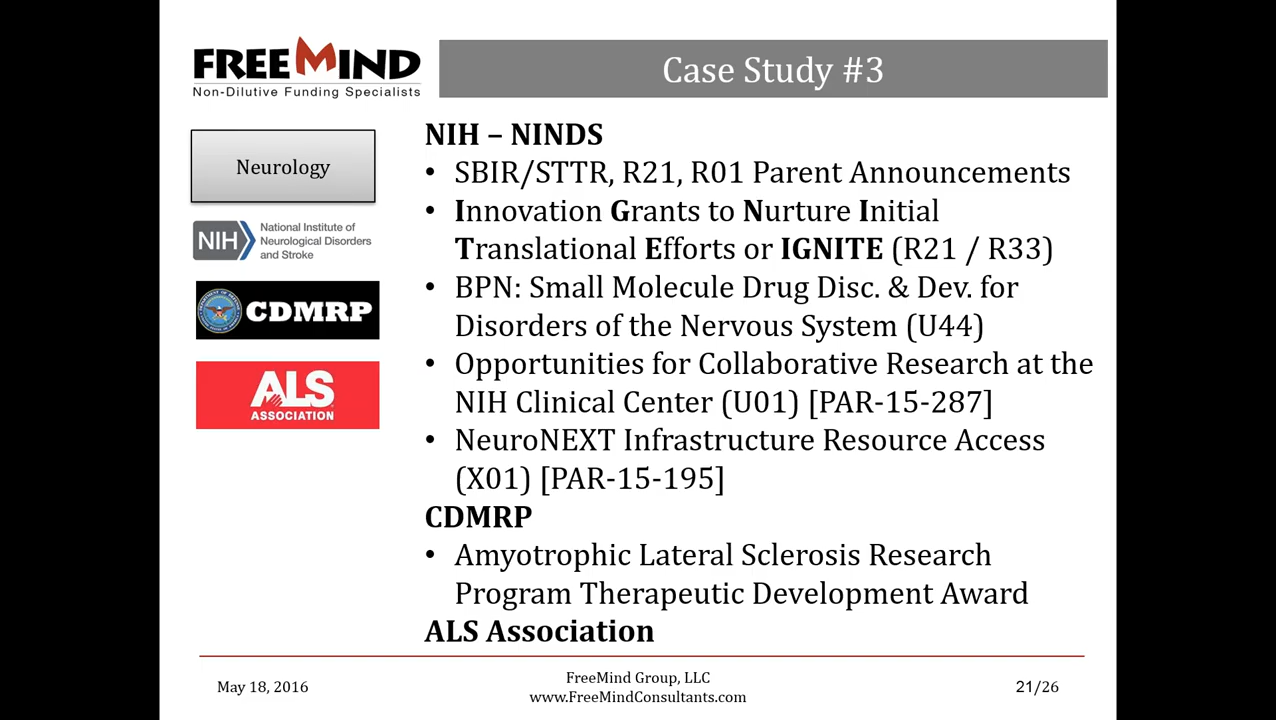 FREEMIND
Non-Dilutive Funding Specialists
Case Study #3
Neurology
NIH
National Institute of
Neurological Disorders
and Stroke
CDMRP
ALS
ASSOCIATION
NIH – NINDS
• SBIR/STTR, R21, R01 Parent Announcements
• Innovation Grants to Nurture Initial
Translational Efforts or IGNITE (R21 / R33)
• BPN: Small Molecule Drug Disc. & Dev. for
Disorders of the Nervous System (U44)
• Opportunities for Collaborative Research at the
NIH Clinical Center (U01) [PAR-15-287]
• NeuroNEXT Infrastructure Resource Access
(X01) [PAR-15-195]
CDMRP
• Amyotrophic Lateral Sclerosis Research
Program Therapeutic Development Award
ALS Association
May 18, 2016
FreeMind Group, LLC
www.FreeMindConsultants.com
21/26